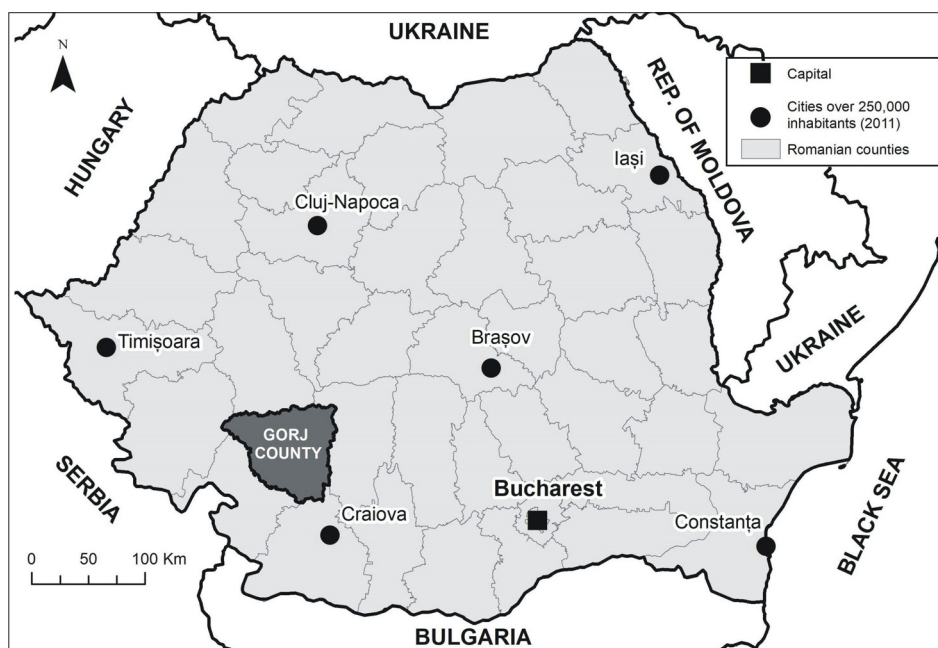 UKRAINE
N
HUNGARY
REP. OF MOLDOVA
Capital
Cities over 250,000
inhabitants (2011)
Romanian counties
Iași
Cluj-Napoca
Timișoara
Brașov
UKRAINE
GORJ
COUNTY
SERBIA
Bucharest
Craiova
Constanța
BLACK SEA
0 50 100 Km
BULGARIA